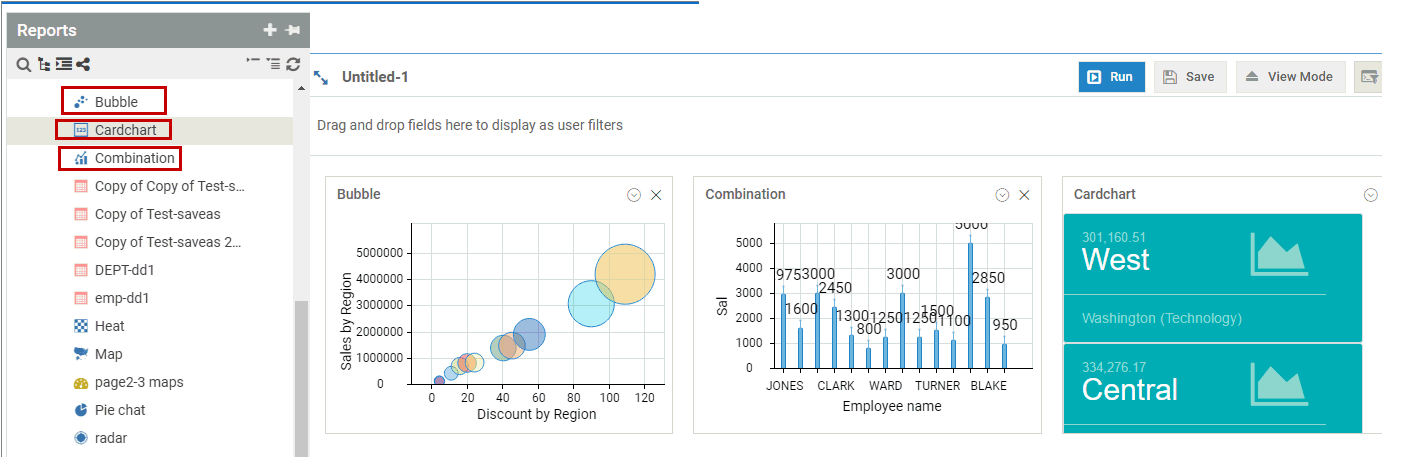 Reports
Bubble
123 Cardchart
Combination
Copy of Copy of Test-s...
Copy of Test-saveas
Copy of Test-saveas 2...
DEPT-dd1
emp-dd1
Heat
Map
page2-3 maps
Pie chat
radar
Untitled-1
Run
Save
View Mode
Drag and drop fields here to display as user filters
Bubble
Sales by Region
5000000
4000000
3000000
2000000
1000000
0
0 20 40 60 80 100 120
Discount by Region
Combination
Sal
5000
4000
3000
2000
1000
0
975
1600
3000
2450
1300
800
1250
3000
1250
1500
1100
5000
2850
950
JONES CLARK WARD TURNER BLAKE
Employee name
Cardchart
301,160.51
West
Washington (Technology)
334,276.17
Central